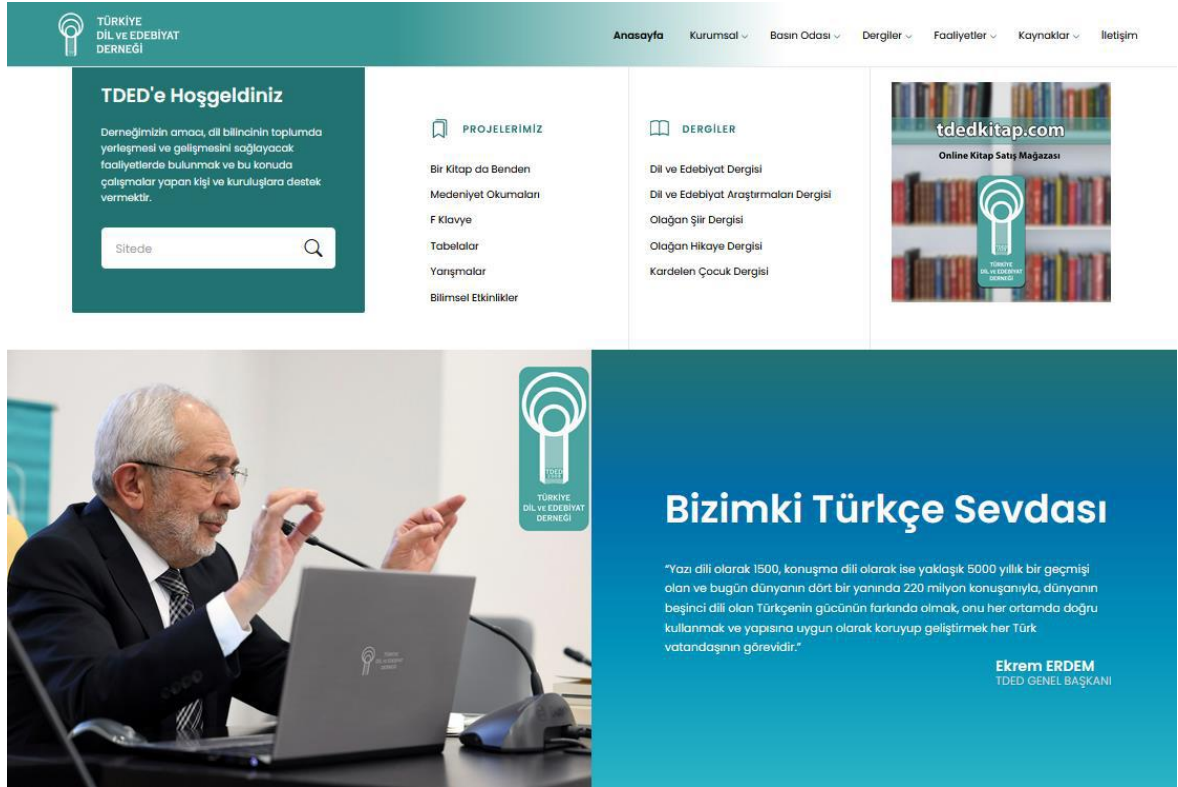 TÜRKİYE
DİL VE EDEBİYAT
DERNEĞİ
Anasayfa
Kurumsal
Basın Odası
Dergiler
Faaliyetler
Kaynaklar
İletişim
TDED'e Hoşgeldiniz
Derneğimizin amacı, dil bilincinin toplumda
yerleşmesi ve gelişmesini sağlayacak
faaliyetlerde bulunmak ve bu konuda
çalışmalar yapan kişi ve kuruluşlara destek
vermektir.
Sitede
PROJELERİMİZ
Bir Kitap da Benden
Medeniyet Okumaları
F Klavye
Tabelalar
Yarışmalar
Bilimsel Etkinlikler
DERGİLER
Dil ve Edebiyat Dergisi
Dil ve Edebiyat Araştırmaları Dergisi
Olağan Şiir Dergisi
Olağan Hikaye Dergisi
Kardelen Çocuk Dergisi
tdedkitap.com
Online Kitap Satış Mağazası
TÜRKİYE
DİL VE EDEBİYAT
DERNEĞİ
TDED
TÜRKİYE
DİL VE EDEBİYAT
DERNEĞİ
TÜRKİYE
DİL VE EDEBİYAT
DERNEĞİ
Bizimki Türkçe Sevdası
“Yazı dili olarak 1500, konuşma dili olarak ise yaklaşık 5000 yıllık bir geçmişi
olan ve bugün dünyanın dört bir yanında 220 milyon konuşanıyla, dünyanın
beşinci dili olan Türkçenin gücünün farkında olmak, onu her ortamda doğru
kullanmak ve yapısına uygun olarak koruyup geliştirmek her Türk
vatandaşının görevidir.”
Ekrem ERDEM
TDED GENEL BAŞKANI